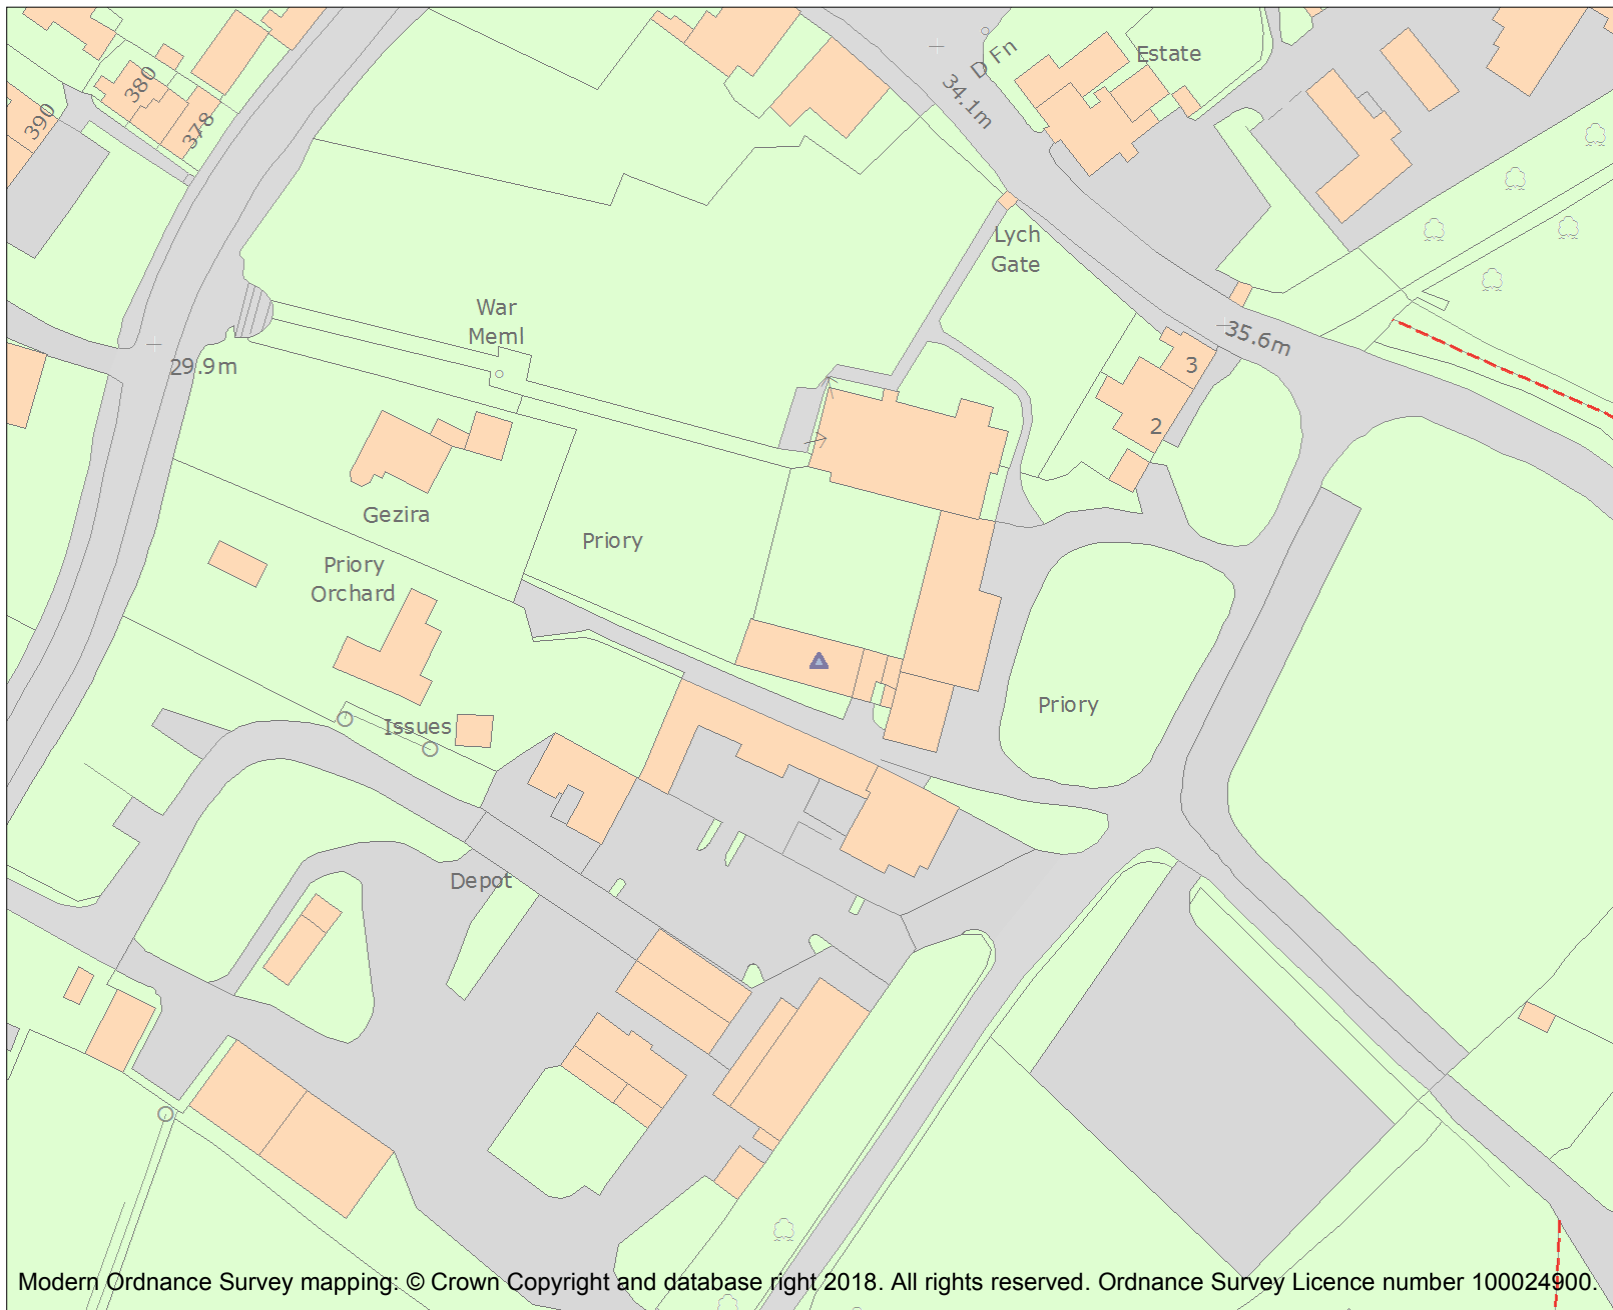 Estate
D Fn
380
34.1m
390
378
Lych
Gate
War
Meml
35.6m
29.9m
3
2
Gezira
Priory
Priory
Orchard
Priory
Issues
Depot
Modern Ordnance Survey mapping: © Crown Copyright and database right 2018. All rights reserved. Ordnance Survey Licence number 100024900.